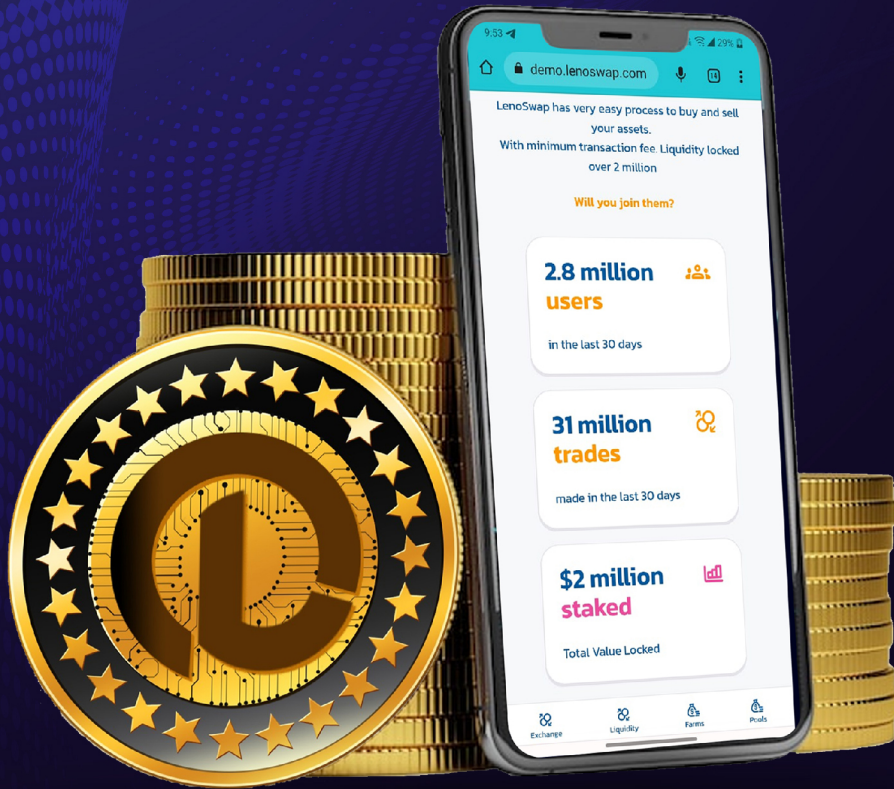 9:53
29%
demo.lenoswap.com
LenoSwap has very easy process to buy and sell
your assets.
With minimum transaction fee. Liquidity locked
over 2 million
Will you join them?
2.8 million
users
in the last 30 days
31 million
trades
made in the last 30 days
$2 million
staked
Total Value Locked
Exchange
Liquidity
Farms
Pools